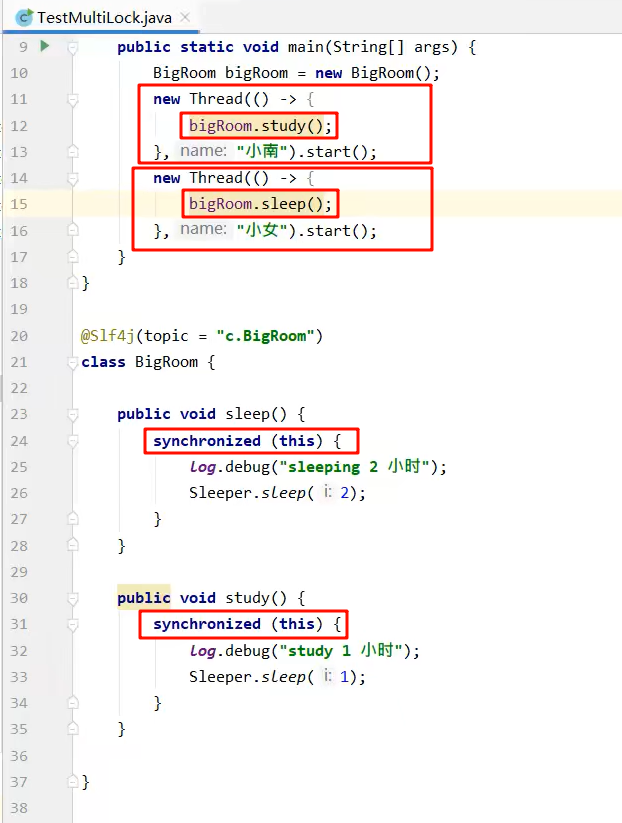 TestMultiLock.java
9 public static void main(String[] args) {
10 BigRoom bigRoom = new BigRoom();
11 new Thread(() -> {
12 bigRoom.study();
13 }, name: "小南").start();
14 new Thread(() -> {
15 bigRoom.sleep();
16 }, name: "小女").start();
17 }
18 }
19
20 @Slf4j(topic = "c.BigRoom")
21 class BigRoom {
22
23 public void sleep() {
24 synchronized (this) {
25 log.debug("sleeping 2 小时");
26 Sleeper.sleep( i: 2);
27 }
28 }
29
30 public void study() {
31 synchronized (this) {
32 log.debug("study 1 小时");
33 Sleeper.sleep( i: 1);
34 }
35 }
36
37 }
38